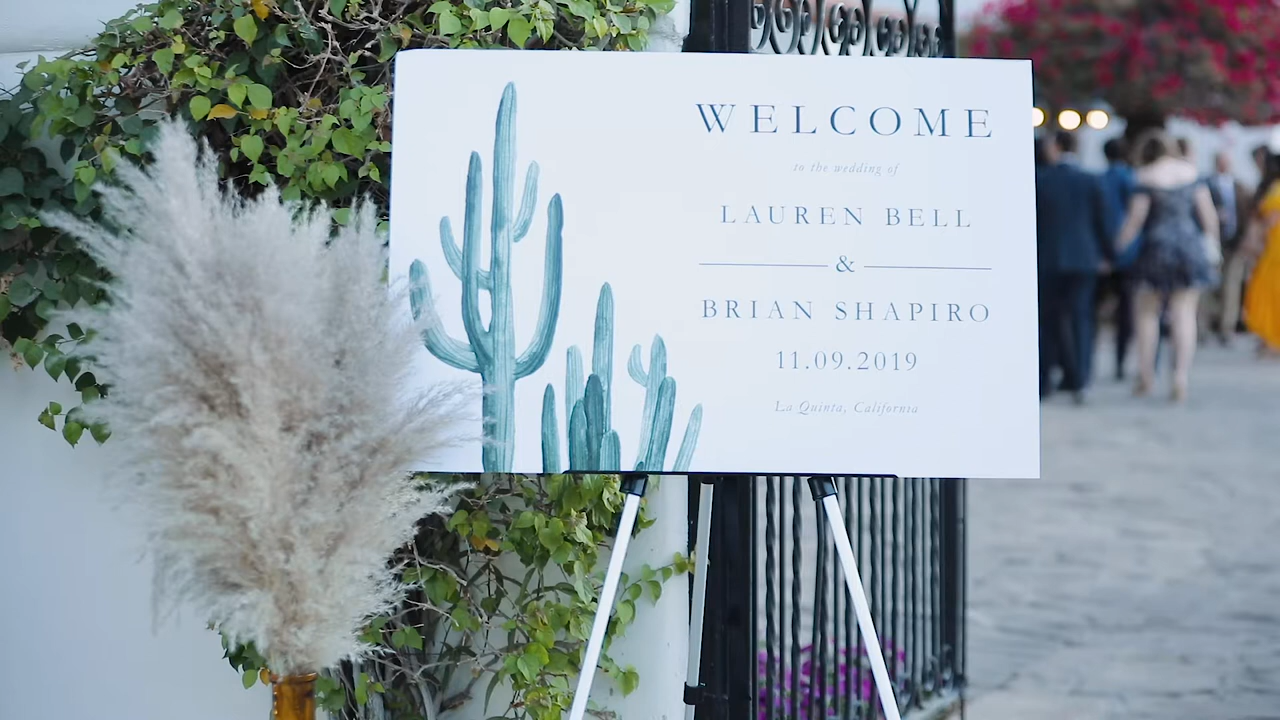 WELCOME
to the wedding of
LAUREN BELL
&
BRIAN SHAPIRO
11.09.2019
La Quinta, California